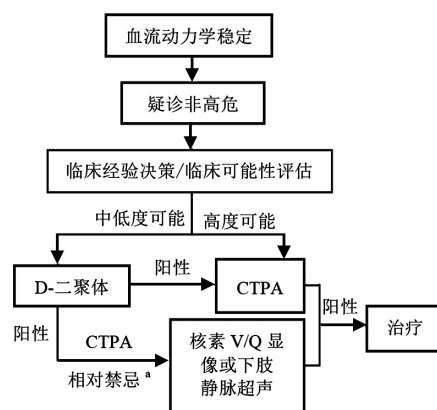 血流动力学稳定
疑诊非高危
临床经验决策/临床可能性评估
中低度可能
高度可能
D-二聚体
阳性
CTPA
阳性
治疗
阳性
CTPA
相对禁忌 a
核素 V/Q 显
像或下肢
静脉超声